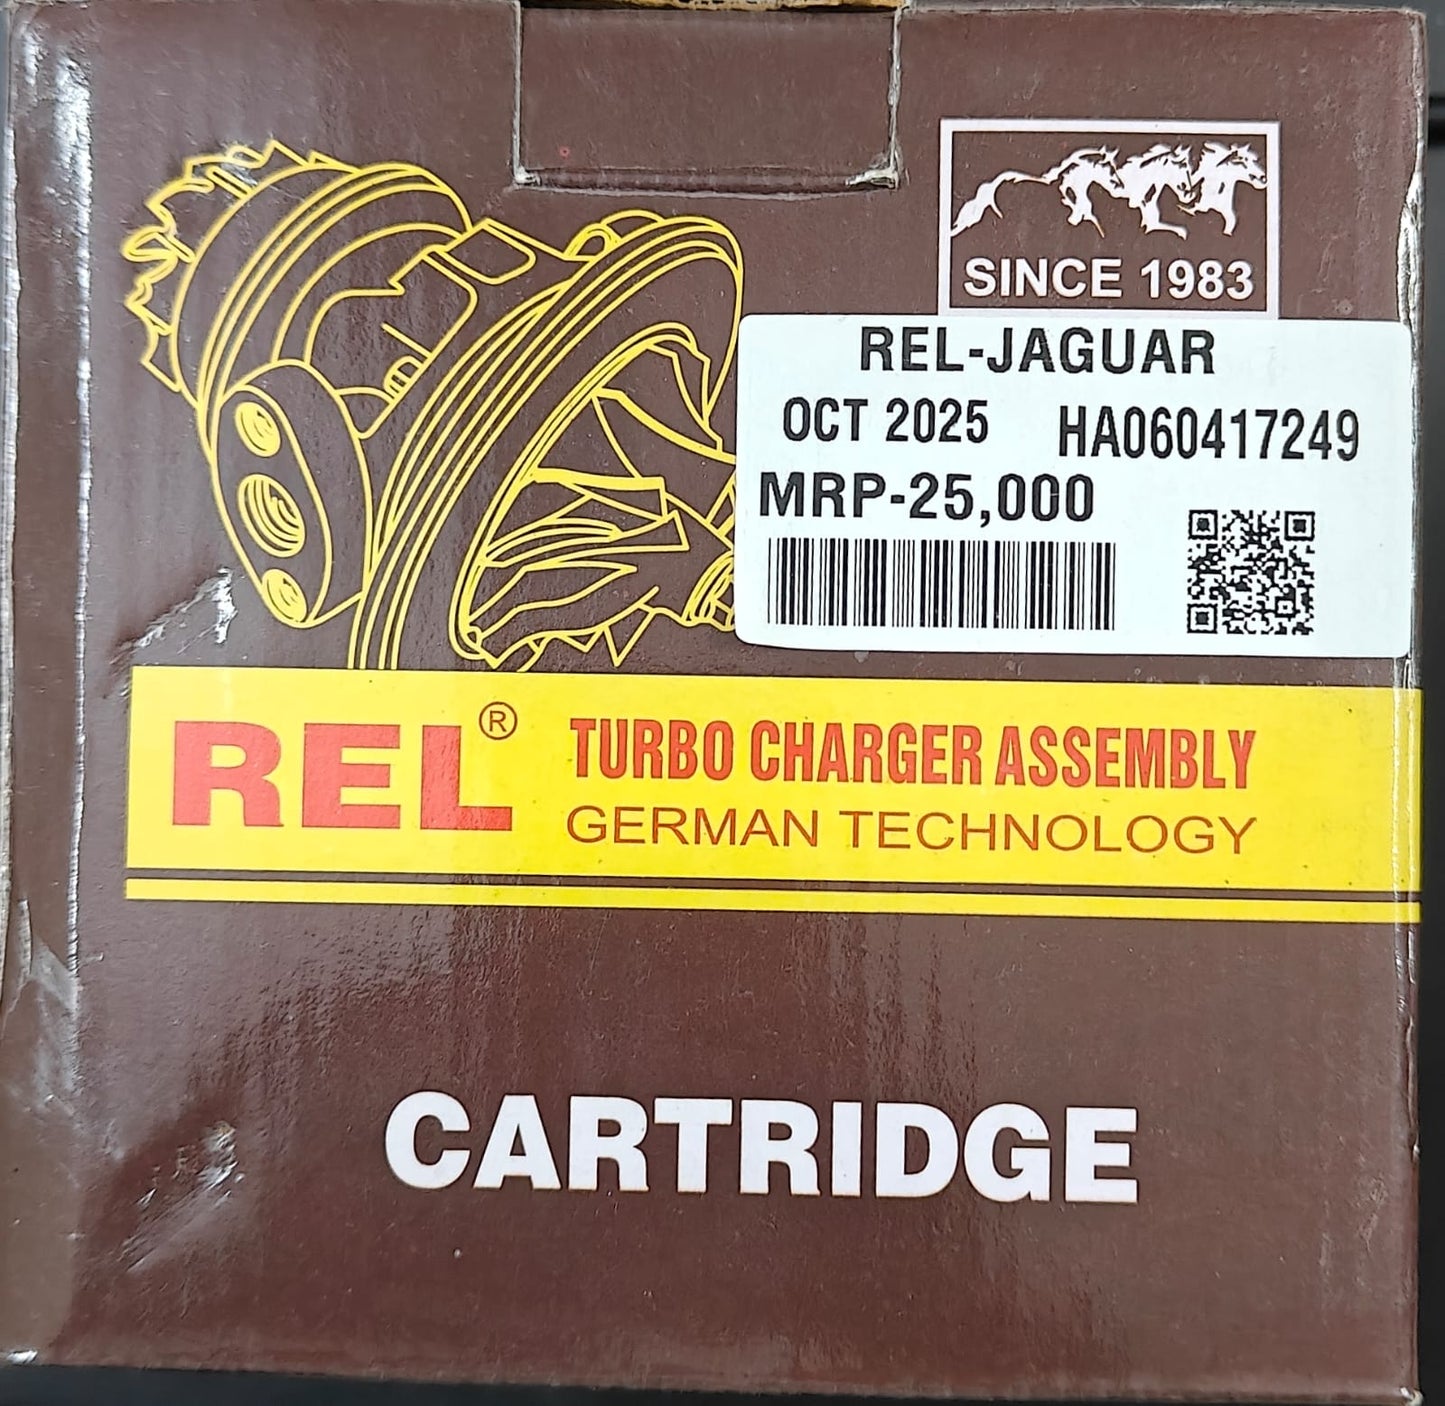 SINCE 1983
REL-JAGUAR
OCT 2025 HA060417249
MRP-25,000
REL® TURBO CHARGER ASSEMBLY
GERMAN TECHNOLOGY
CARTRIDGE